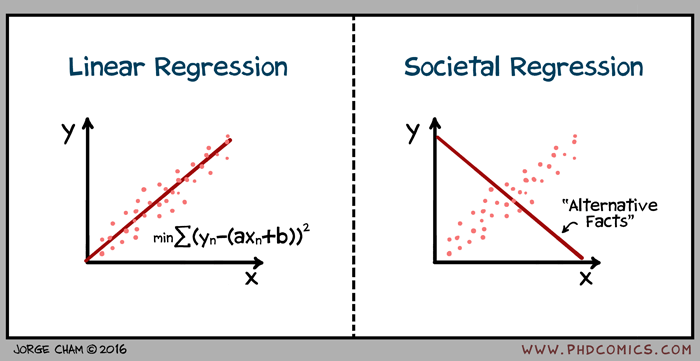 Linear Regression
y
min∑(yₙ-(axₙ+b))²
x
Societal Regression
y
"Alternative
Facts"
x
JORGE CHAM © 2016
WWW.PHDCOMICS.COM